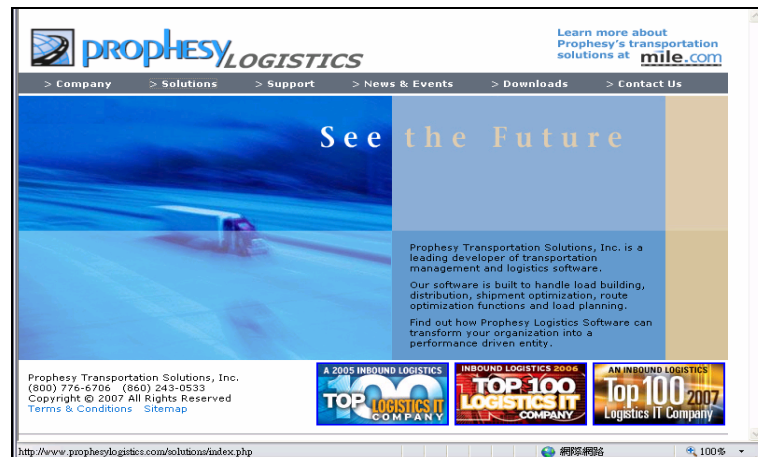 PROPHESY LOGISTICS
Learn more about
Prophesy's transportation
solutions at mile.com
> Company > Solutions > Support > News & Events > Downloads > Contact Us
See the Future
Prophesy Transportation Solutions, Inc. is a
leading developer of transportation
management and logistics software.
Our software is built to handle load building,
distribution, shipment optimization, route
optimization functions and load planning.
Find out how Prophesy Logistics Software can
transform your organization into a
performance driven entity.
Prophesy Transportation Solutions, Inc.
(800) 776-6706 (860) 243-0533
Copyright © 2007 All Rights Reserved
Terms & Conditions Sitemap
A 2005 INBOUND LOGISTICS
TOP 100
LOGISTICS IT
COMPANY
INBOUND LOGISTICS 2006
TOP 100
LOGISTICS IT
COMPANY
AN INBOUND LOGISTICS
Top 100 2007
Logistics IT Company
http://www.prophesylogistics.com/solutions/index.php 網際網路 100%